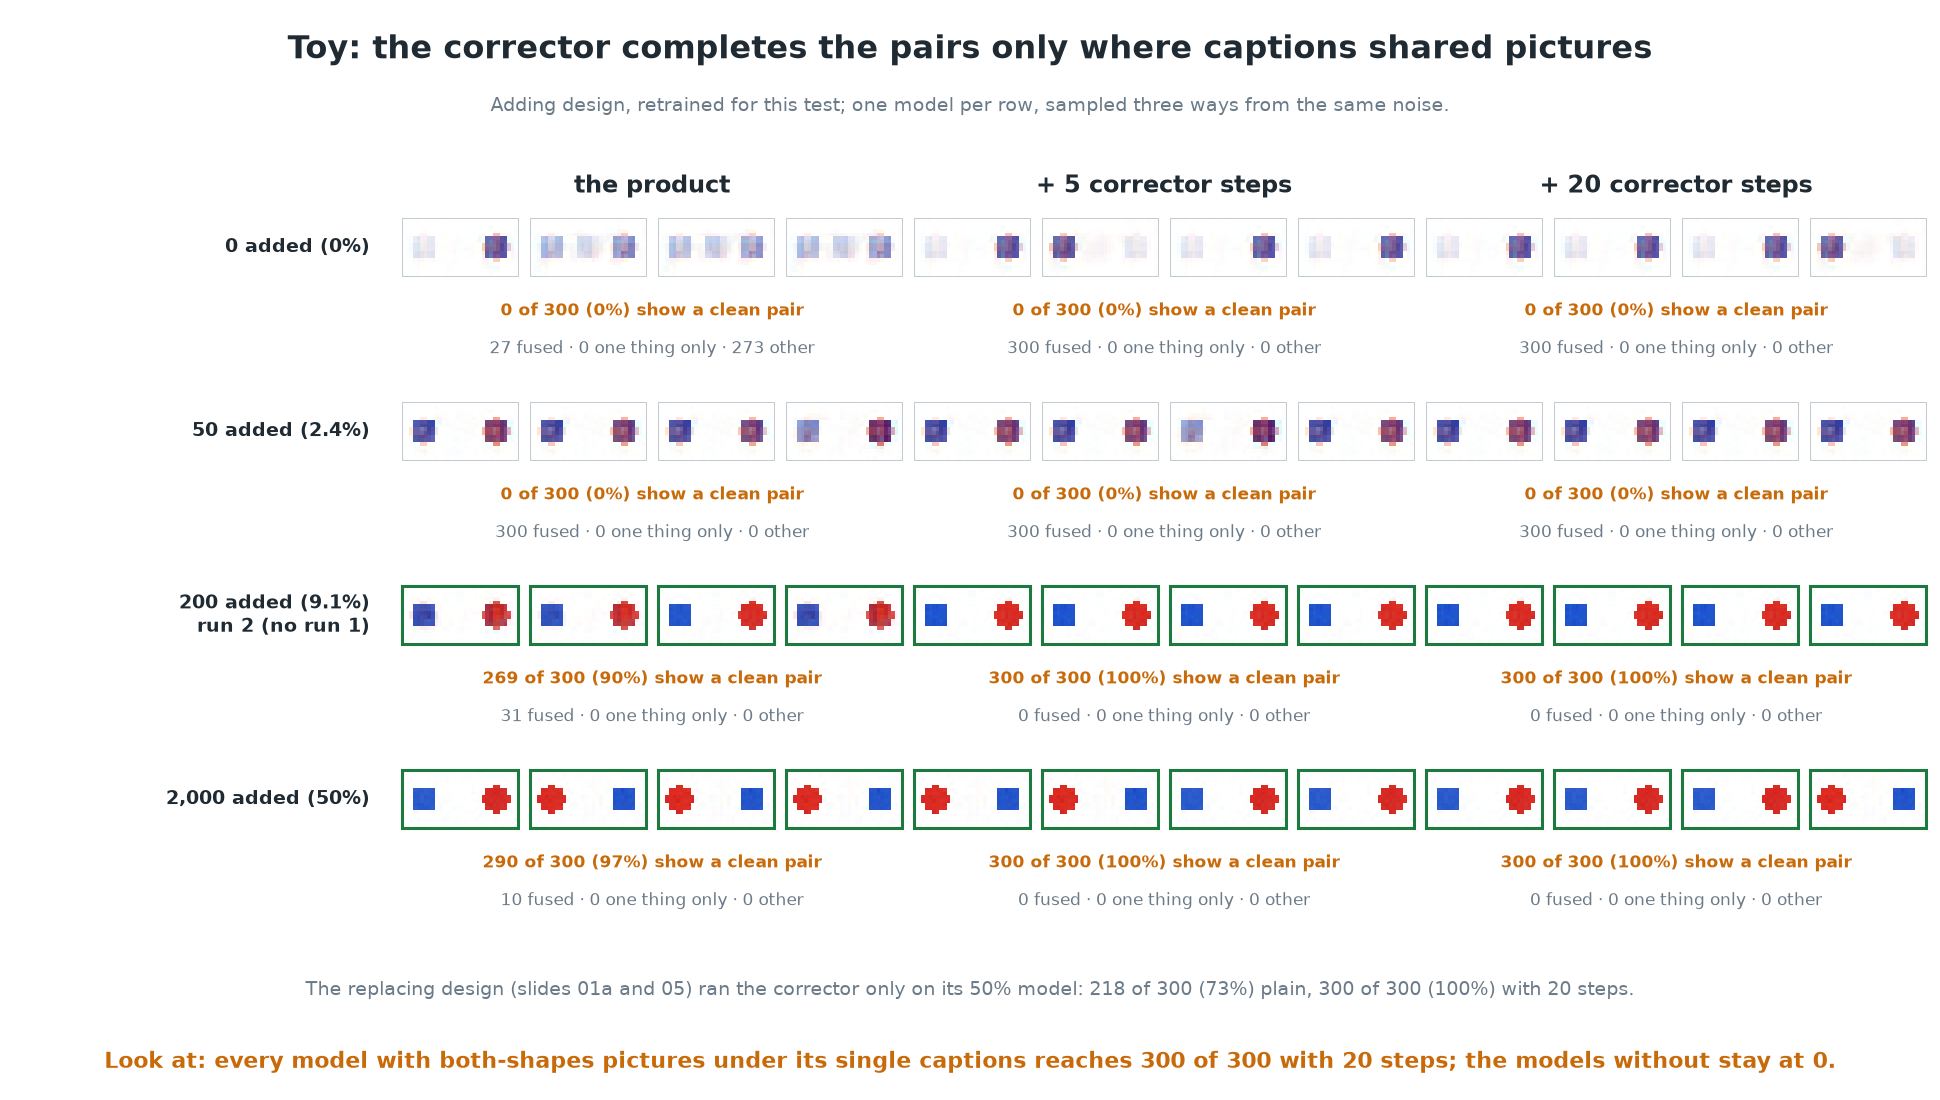 Toy: the corrector completes the pairs only where captions shared pictures
Adding design, retrained for this test; one model per row, sampled three ways from the same noise.
the product
+ 5 corrector steps
+ 20 corrector steps
0 added (0%)
0 of 300 (0%) show a clean pair
0 of 300 (0%) show a clean pair
0 of 300 (0%) show a clean pair
27 fused · 0 one thing only · 273 other
300 fused · 0 one thing only · 0 other
300 fused · 0 one thing only · 0 other
50 added (2.4%)
0 of 300 (0%) show a clean pair
0 of 300 (0%) show a clean pair
0 of 300 (0%) show a clean pair
300 fused · 0 one thing only · 0 other
300 fused · 0 one thing only · 0 other
300 fused · 0 one thing only · 0 other
200 added (9.1%)
run 2 (no run 1)
269 of 300 (90%) show a clean pair
300 of 300 (100%) show a clean pair
300 of 300 (100%) show a clean pair
31 fused · 0 one thing only · 0 other
0 fused · 0 one thing only · 0 other
0 fused · 0 one thing only · 0 other
2,000 added (50%)
290 of 300 (97%) show a clean pair
300 of 300 (100%) show a clean pair
300 of 300 (100%) show a clean pair
10 fused · 0 one thing only · 0 other
0 fused · 0 one thing only · 0 other
0 fused · 0 one thing only · 0 other
The replacing design (slides 01a and 05) ran the corrector only on its 50% model: 218 of 300 (73%) plain, 300 of 300 (100%) with 20 steps.
Look at: every model with both-shapes pictures under its single captions reaches 300 of 300 with 20 steps; the models without stay at 0.